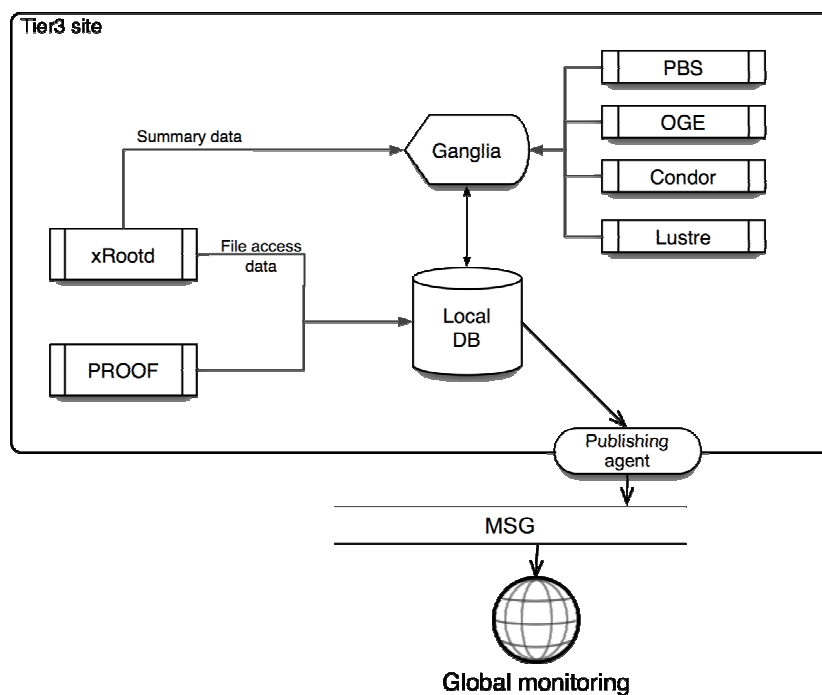 Tier3 site
PBS
OGE
Condor
Lustre
Summary data
Ganglia
xRootd
File access
data
Local
DB
PROOF
Publishing
agent
MSG
Global monitoring